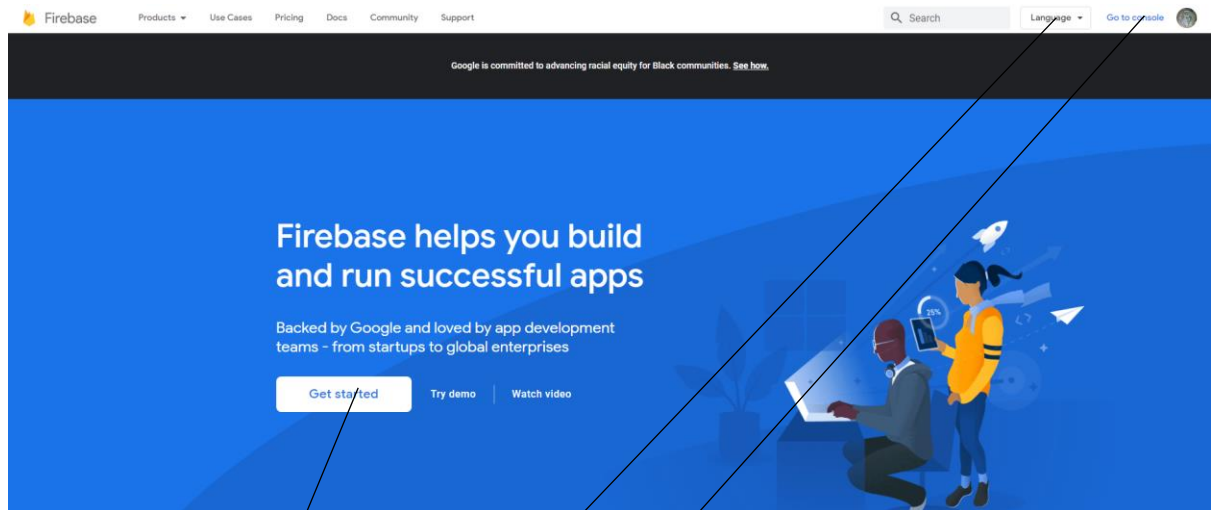 Firebase Products Use Cases Pricing Docs Community Support Search Language Go to console
Google is committed to advancing racial equity for Black communities. See how.
Firebase helps you build
and run successful apps
Backed by Google and loved by app development
teams - from startups to global enterprises
Get started Try demo Watch video
25%